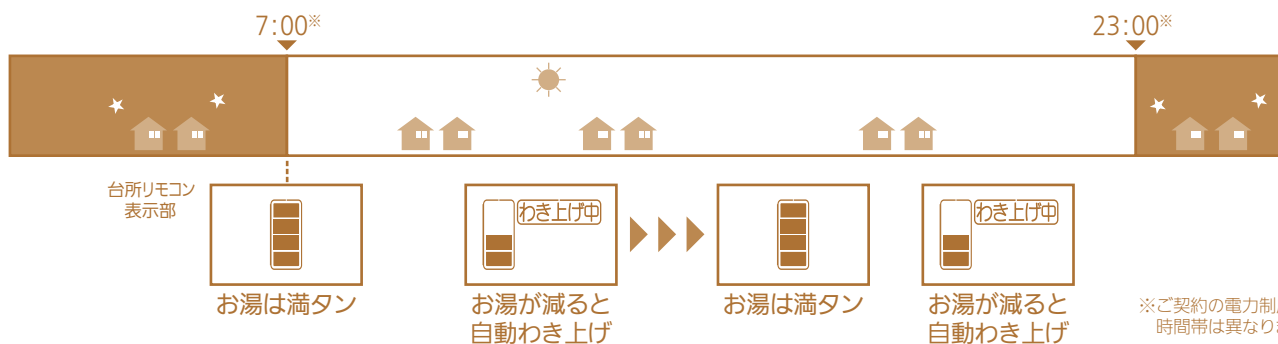 7:00※
23:00※
台所リモコン
表示部
わき上げ中
わき上げ中
お湯は満タン
お湯が減ると
自動わき上げ
お湯は満タン
お湯が減ると
自動わき上げ
※ご契約の電力制
時間帯は異なり